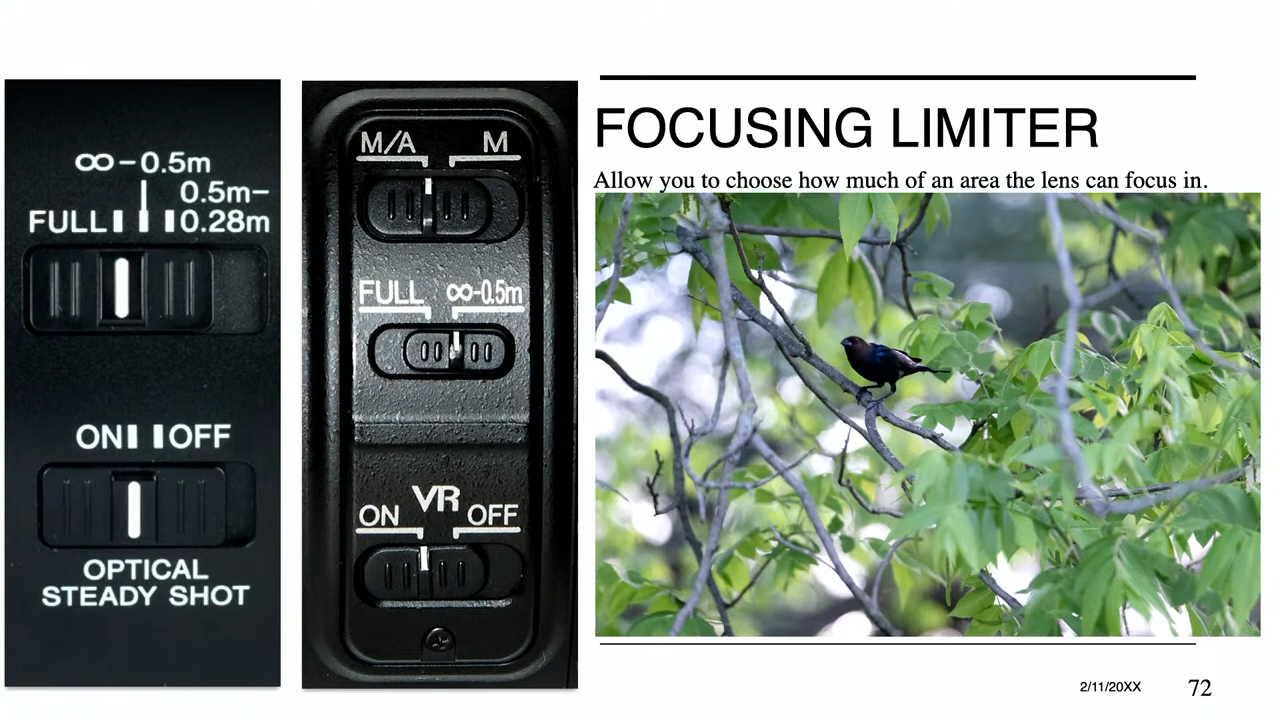 ∞-0.5m
0.5m-
FULL 0.28m
ON OFF
OPTICAL
STEADY SHOT
M/A M
FULL ∞-0.5m
VR
ON OFF
FOCUSING LIMITER
Allow you to choose how much of an area the lens can focus in.
2/11/20XX 72